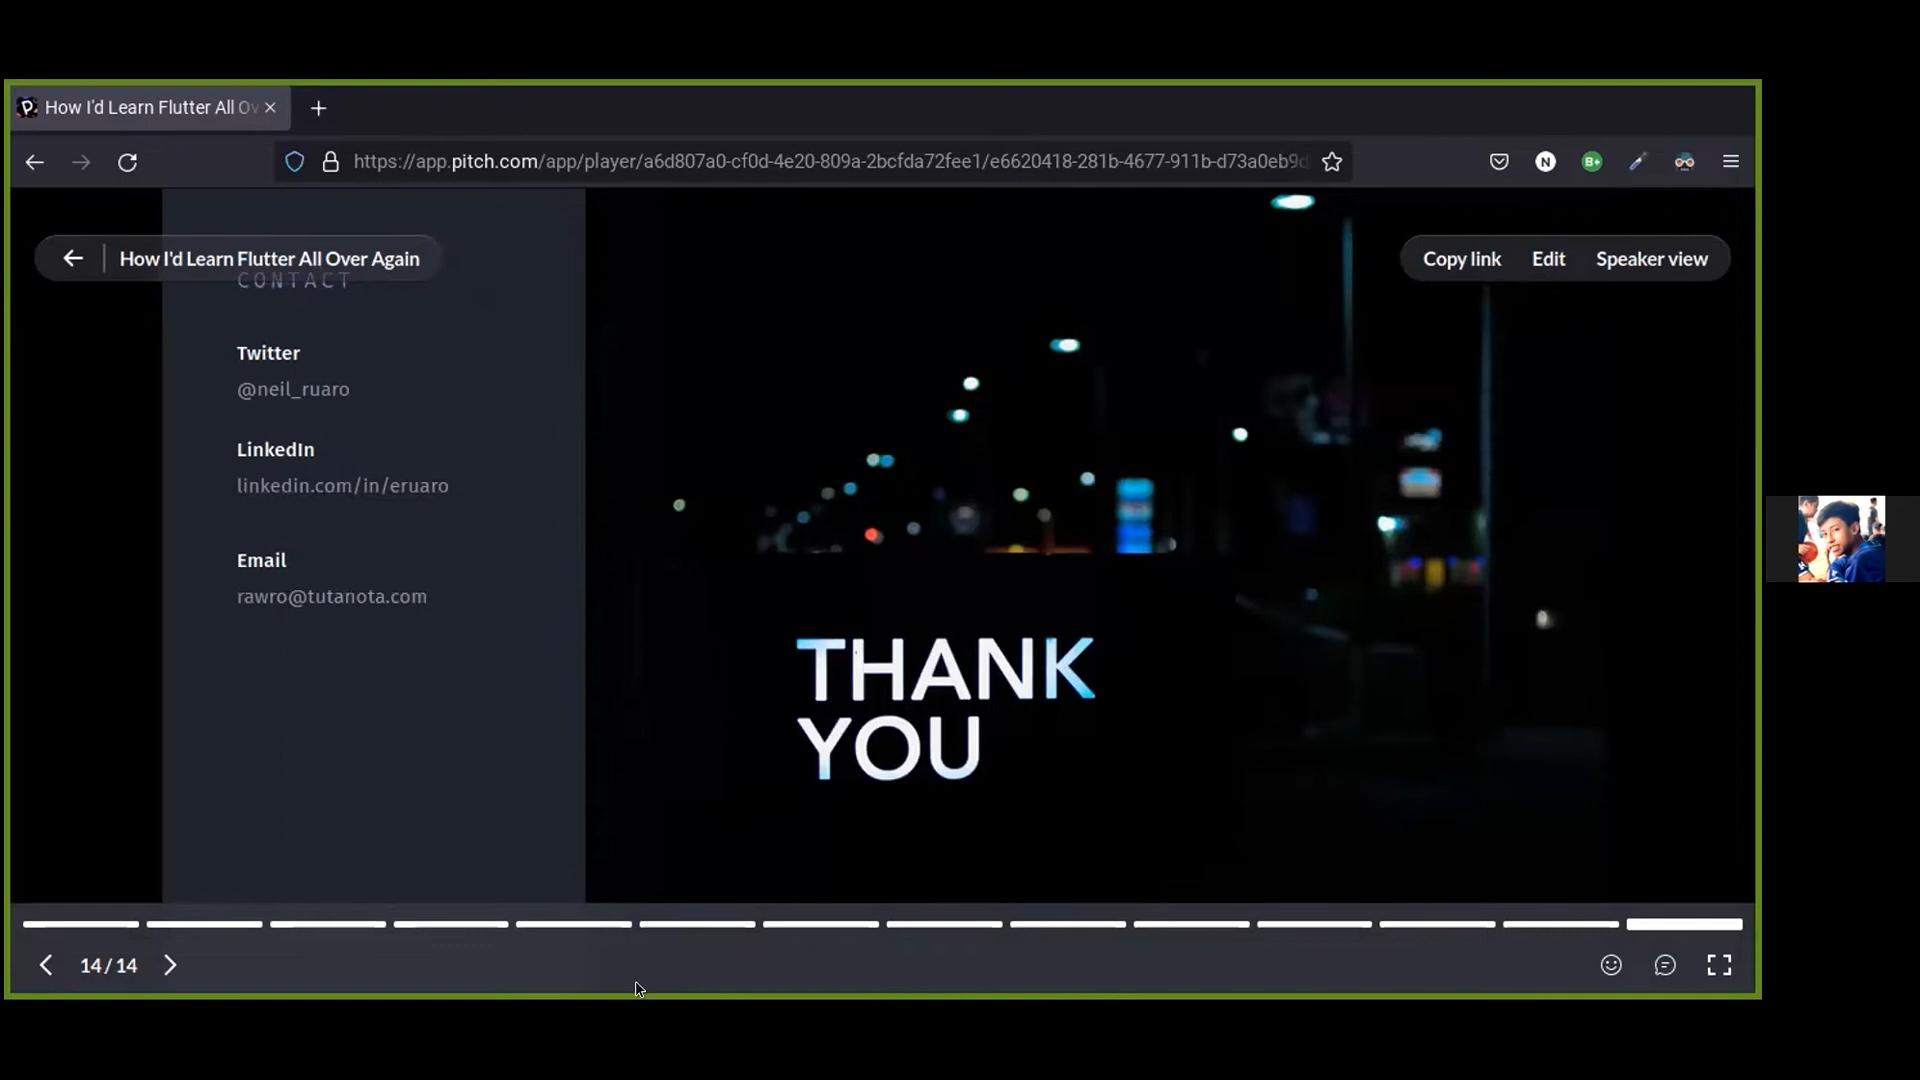 How I'd Learn Flutter All Ov
https://app.pitch.com/app/player/a6d807a0-cf0d-4e20-809a-2bcfda72fee1/e6620418-281b-4677-911b-d73a0eb9d
N
B+
How I'd Learn Flutter All Over Again
Copy link Edit Speaker view
CONTACT
Twitter
@neil_ruaro
LinkedIn
linkedin.com/in/eruaro
Email
rawro@tutanota.com
THANK
YOU
14 / 14